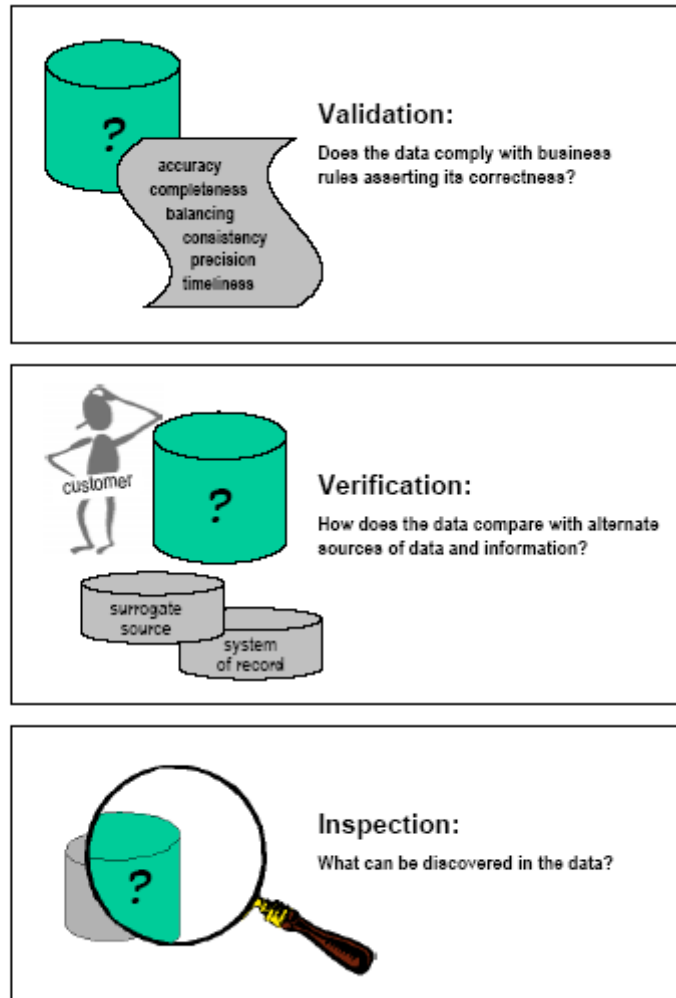 ?
accuracy
completeness
balancing
consistency
precision
timeliness
Validation:
Does the data comply with business
rules asserting its correctness?
customer
?
surrogate
source
system
of record
Verification:
How does the data compare with alternate
sources of data and information?
?
Inspection:
What can be discovered in the data?